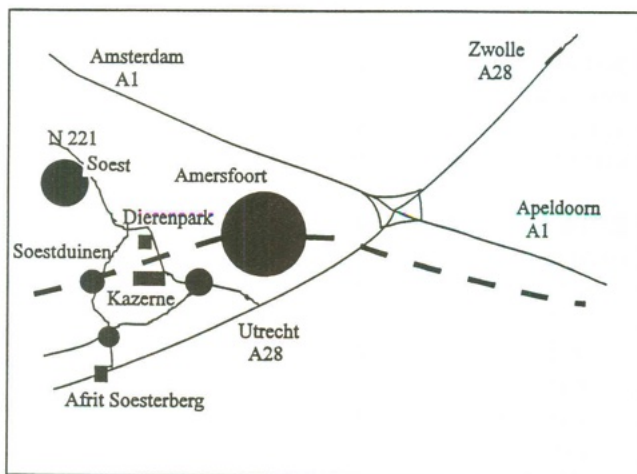 Amsterdam
A1
Zwolle
A28
N 221
Soest
Amersfoort
Dierenpark
Apeldoorn
A1
Soestduinen
Kazerne
Utrecht
A28
Afrit Soesterberg